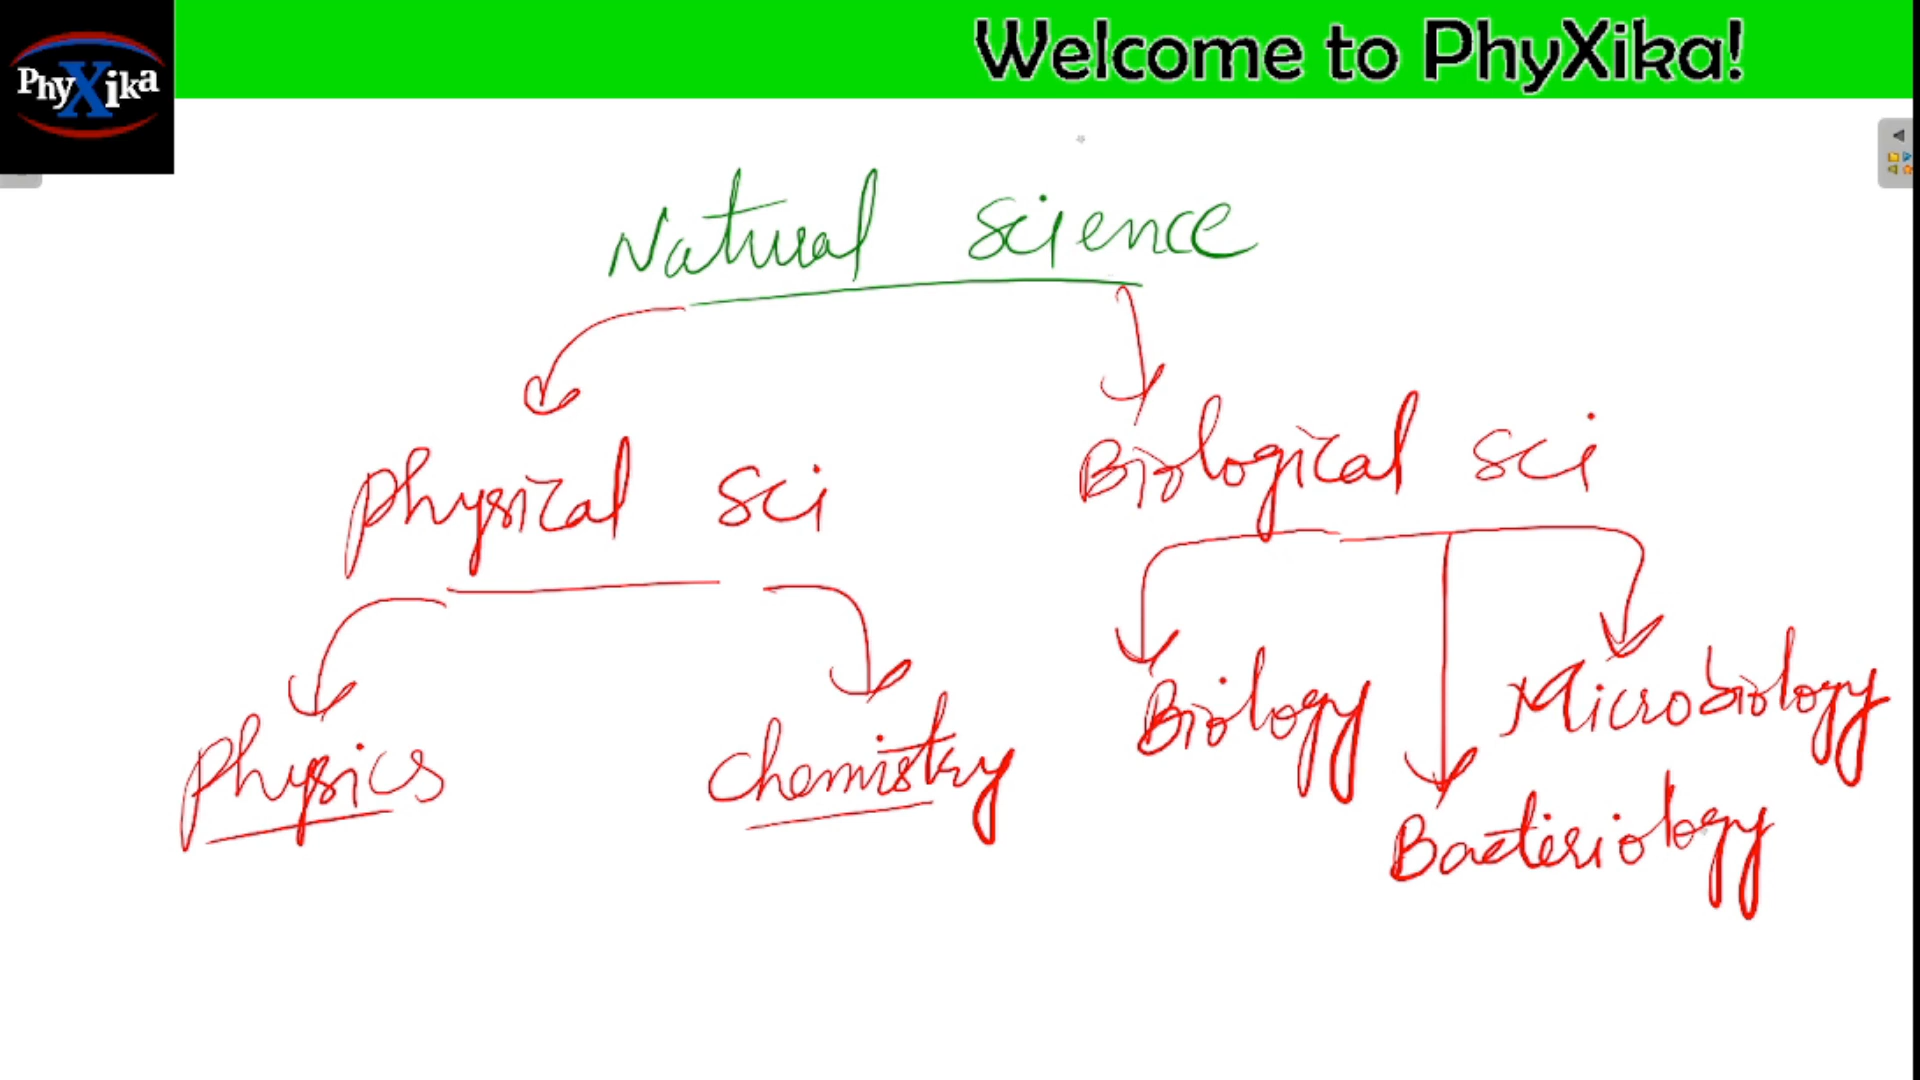 PhyXika
Welcome to PhyXika!
Natural science
Physical sci
Biological sci
Physics
chemistry
Biology
Microbiology
Bacteriology